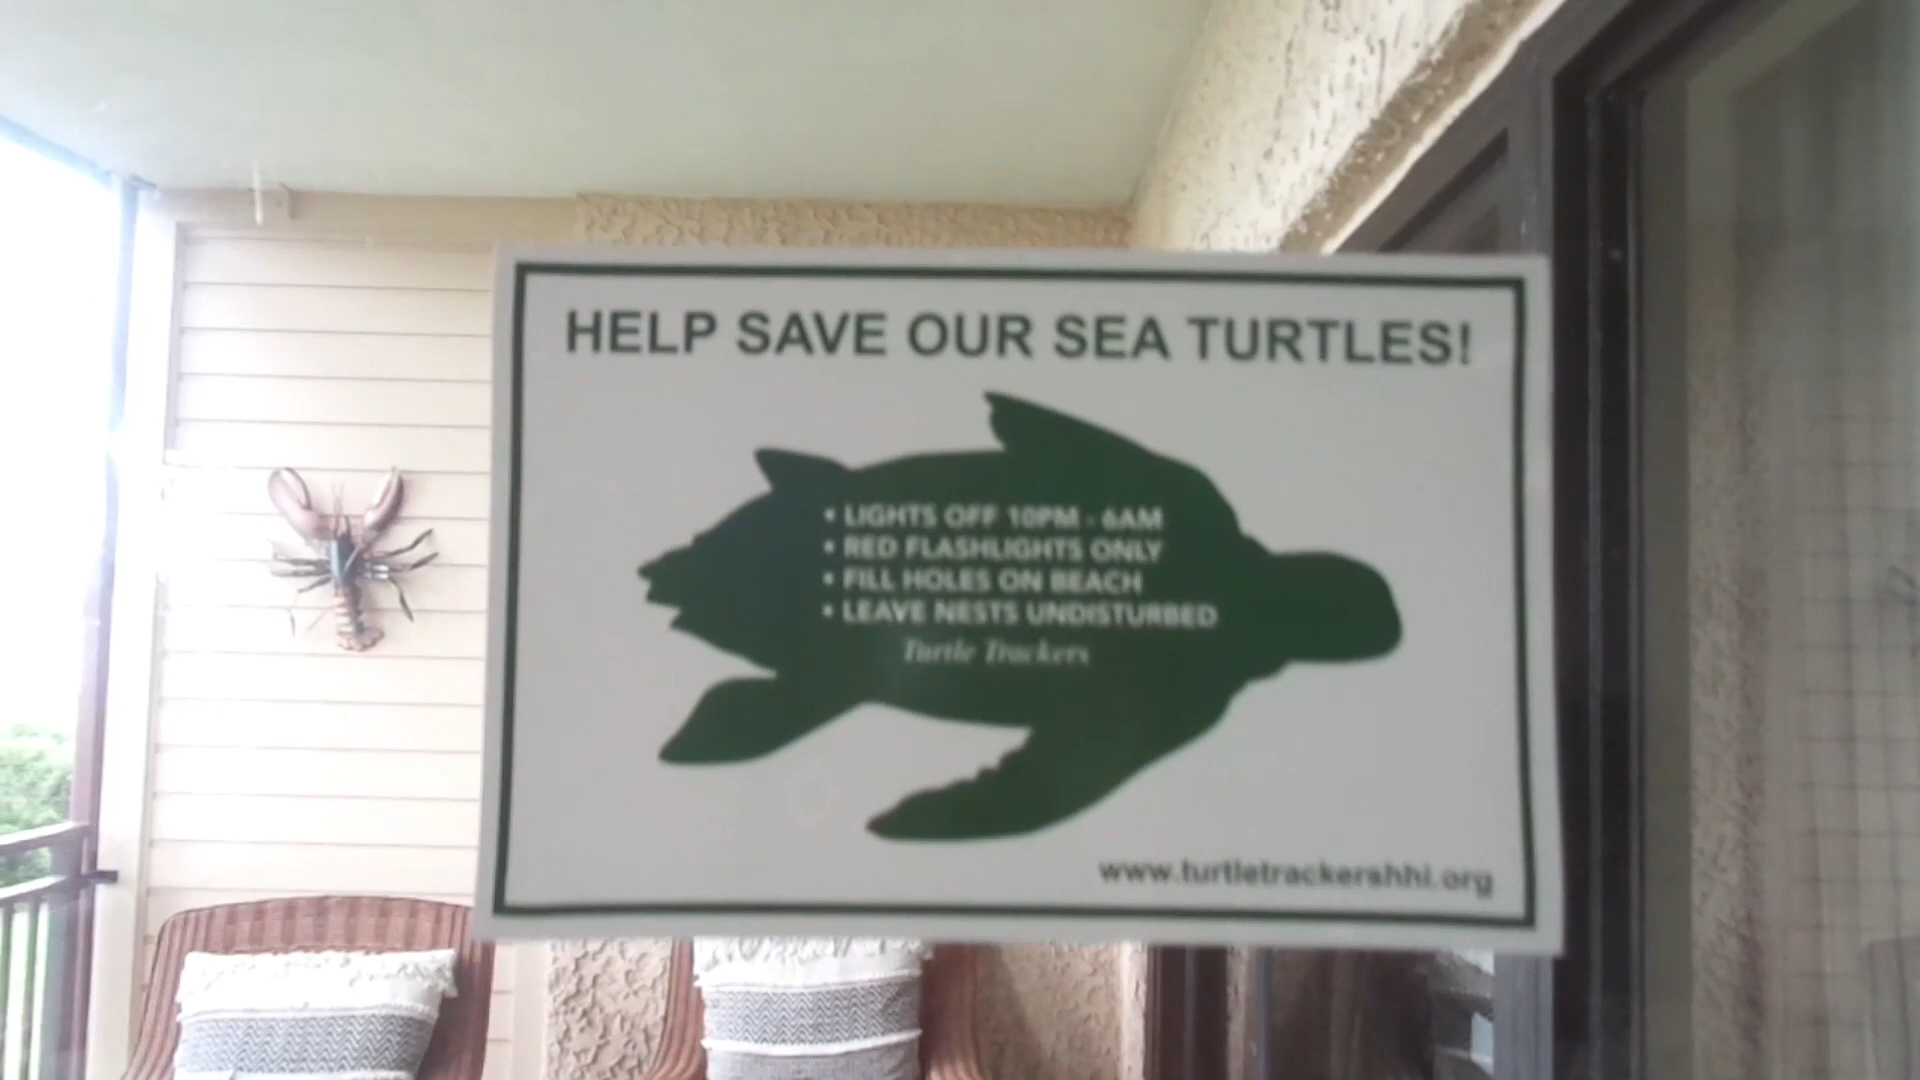 HELP SAVE OUR SEA TURTLES!
• LIGHTS OFF 10PM - 6AM
• RED FLASHLIGHTS ONLY
• FILL HOLES ON BEACH
• LEAVE NESTS UNDISTURBED
Turtle Trackers
www.turtletrackershhi.org